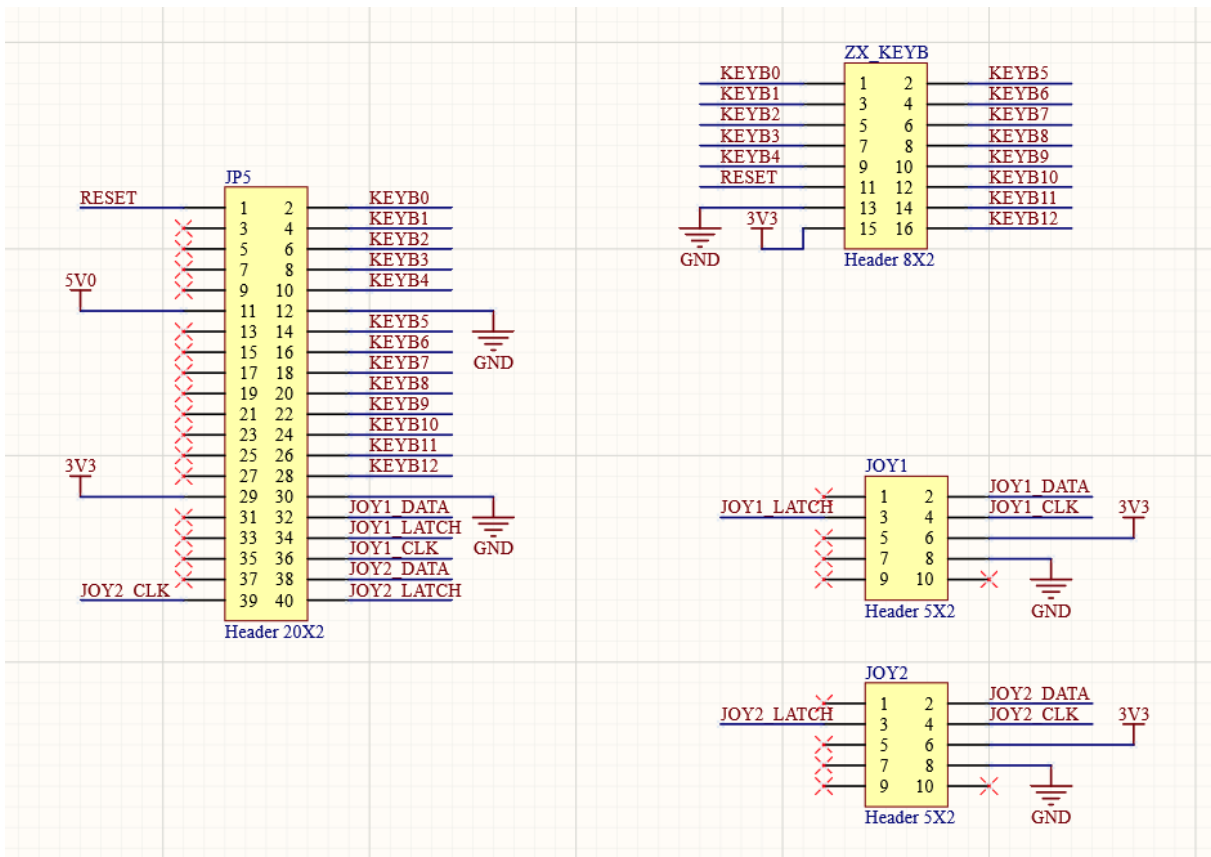 ZX_KEYB
KEYB0 1 2 KEYB5
KEYB1 3 4 KEYB6
KEYB2 5 6 KEYB7
KEYB3 7 8 KEYB8
KEYB4 9 10 KEYB9
RESET 11 12 KEYB10
13 14 KEYB11
3V3 15 16 KEYB12
GND
Header 8X2
JP5
RESET 1 2 KEYB0
3 4 KEYB1
5 6 KEYB2
7 8 KEYB3
9 10 KEYB4
5V0 11 12
13 14 KEYB5
15 16 KEYB6
GND
17 18 KEYB7
19 20 KEYB8
21 22 KEYB9
23 24 KEYB10
25 26 KEYB11
27 28 KEYB12
3V3 29 30
31 32 JOY1_DATA
33 34 JOY1_LATCH
35 36 JOY1_CLK
GND
37 38 JOY2_DATA
JOY2_CLK 39 40 JOY2_LATCH
Header 20X2
JOY1
1 2 JOY1_DATA
JOY1_LATCH 3 4 JOY1_CLK 3V3
5 6
7 8
9 10
Header 5X2 GND
JOY2
1 2 JOY2_DATA
JOY2_LATCH 3 4 JOY2_CLK 3V3
5 6
7 8
9 10
Header 5X2 GND